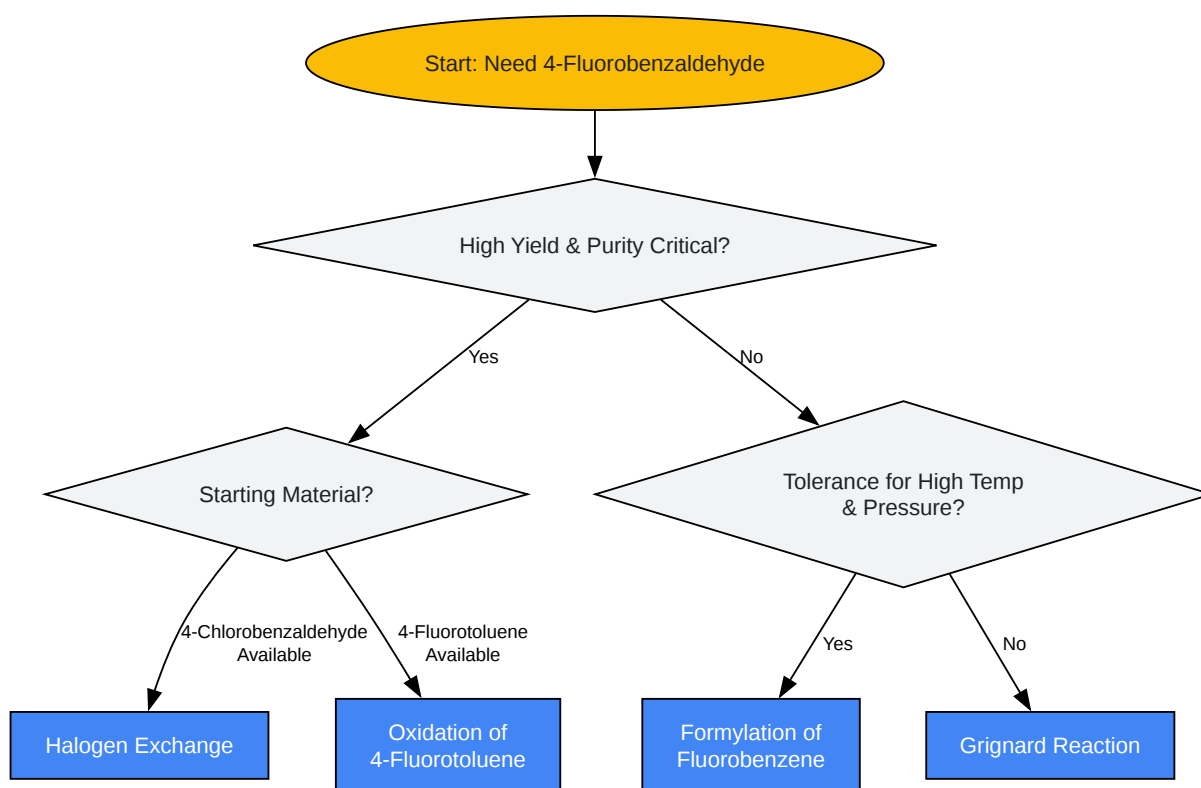 Start: Need 4-Fluorobenzaldehyde
High Yield & Purity Critical?
Yes
No
Starting Material?
Tolerance for High Temp
& Pressure?
4-Chlorobenzaldehyde
Available
4-Fluorotoluene
Available
Yes
No
Halogen Exchange
Oxidation of
4-Fluorotoluene
Formylation of
Fluorobenzene
Grignard Reaction